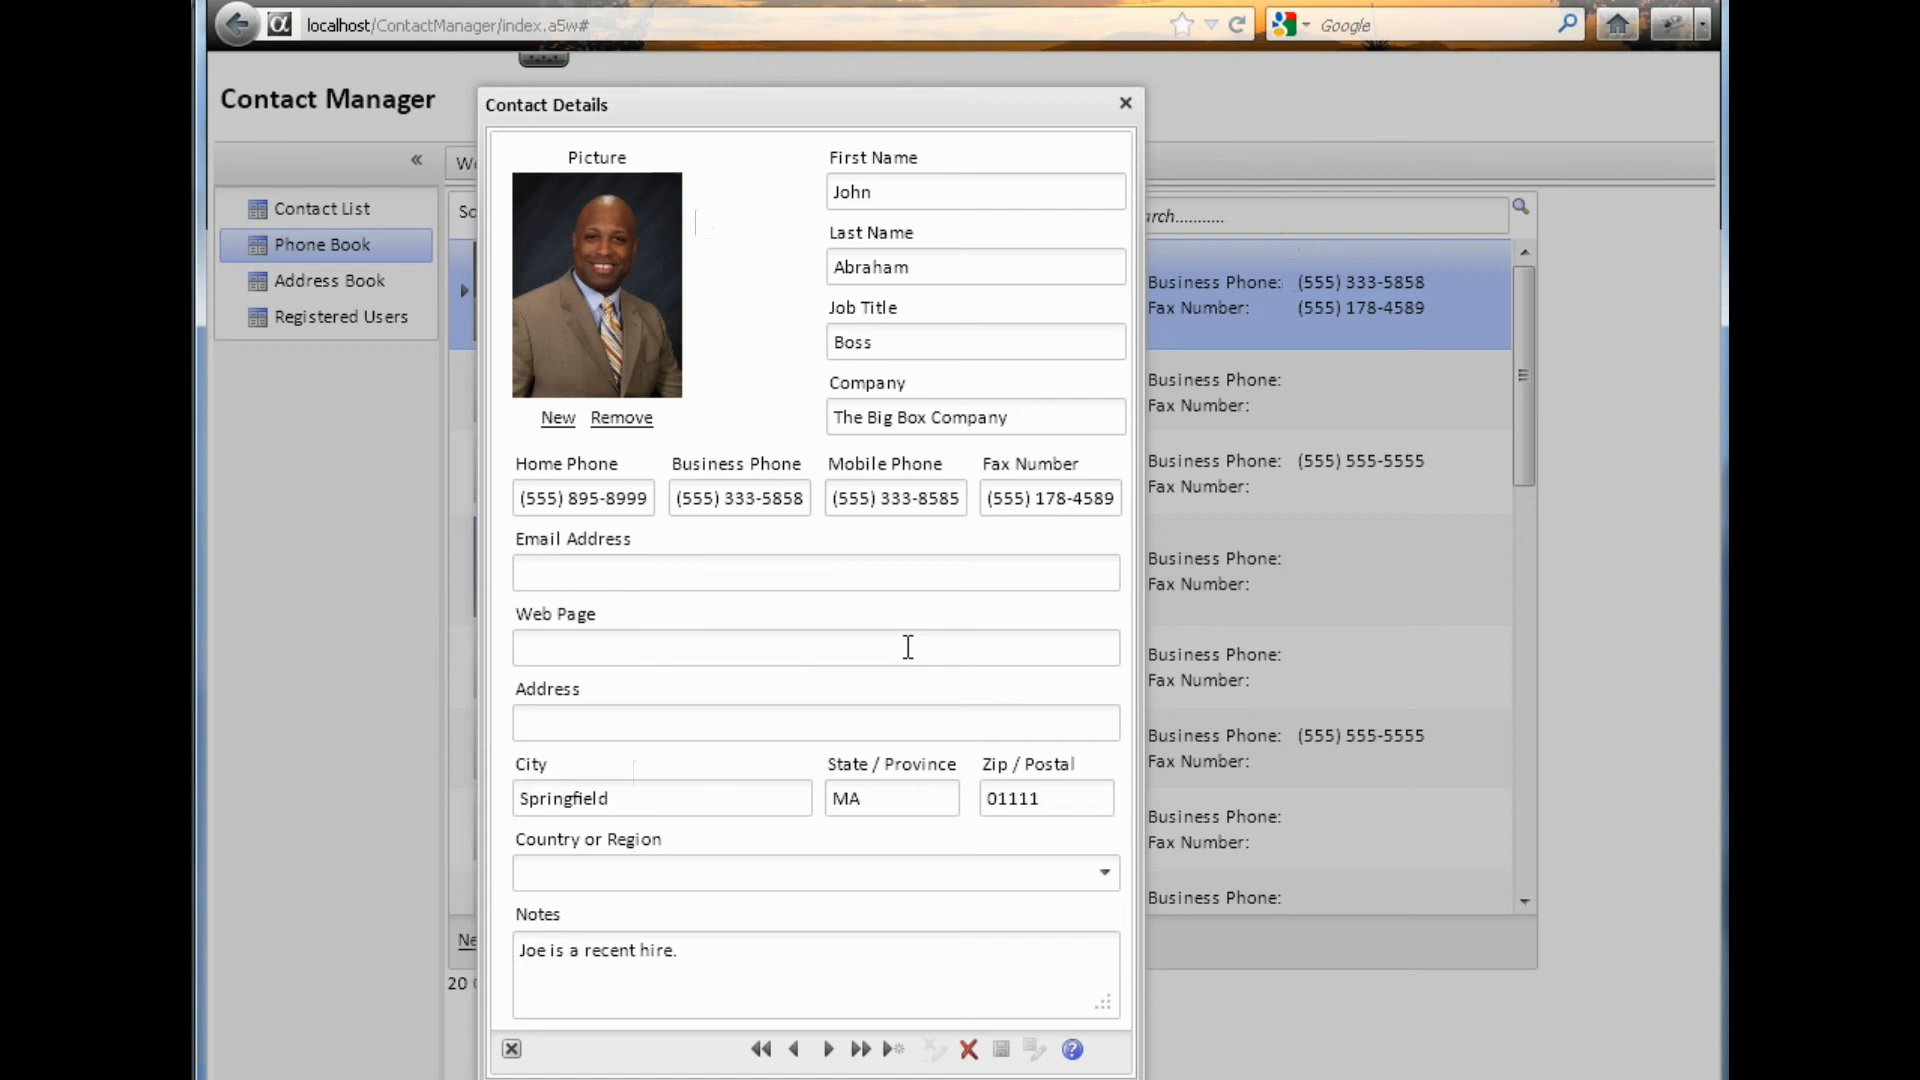 localhost/ContactManager/index.a5w#
Google
Contact Manager
Contact List
Phone Book
Address Book
Registered Users
Contact Details
Picture
New Remove
First Name
John
Last Name
Abraham
Job Title
Boss
Company
The Big Box Company
Home Phone Business Phone Mobile Phone Fax Number
(555) 895-8999 (555) 333-5858 (555) 333-8585 (555) 178-4589
Email Address
Web Page
Address
City State / Province Zip / Postal
Springfield MA 01111
Country or Region
Notes
Joe is a recent hire.
Business Phone: (555) 333-5858
Fax Number: (555) 178-4589
Business Phone:
Fax Number:
Business Phone: (555) 555-5555
Fax Number:
Business Phone:
Fax Number:
Business Phone:
Fax Number:
Business Phone: (555) 555-5555
Fax Number:
Business Phone:
Fax Number:
Business Phone:
20